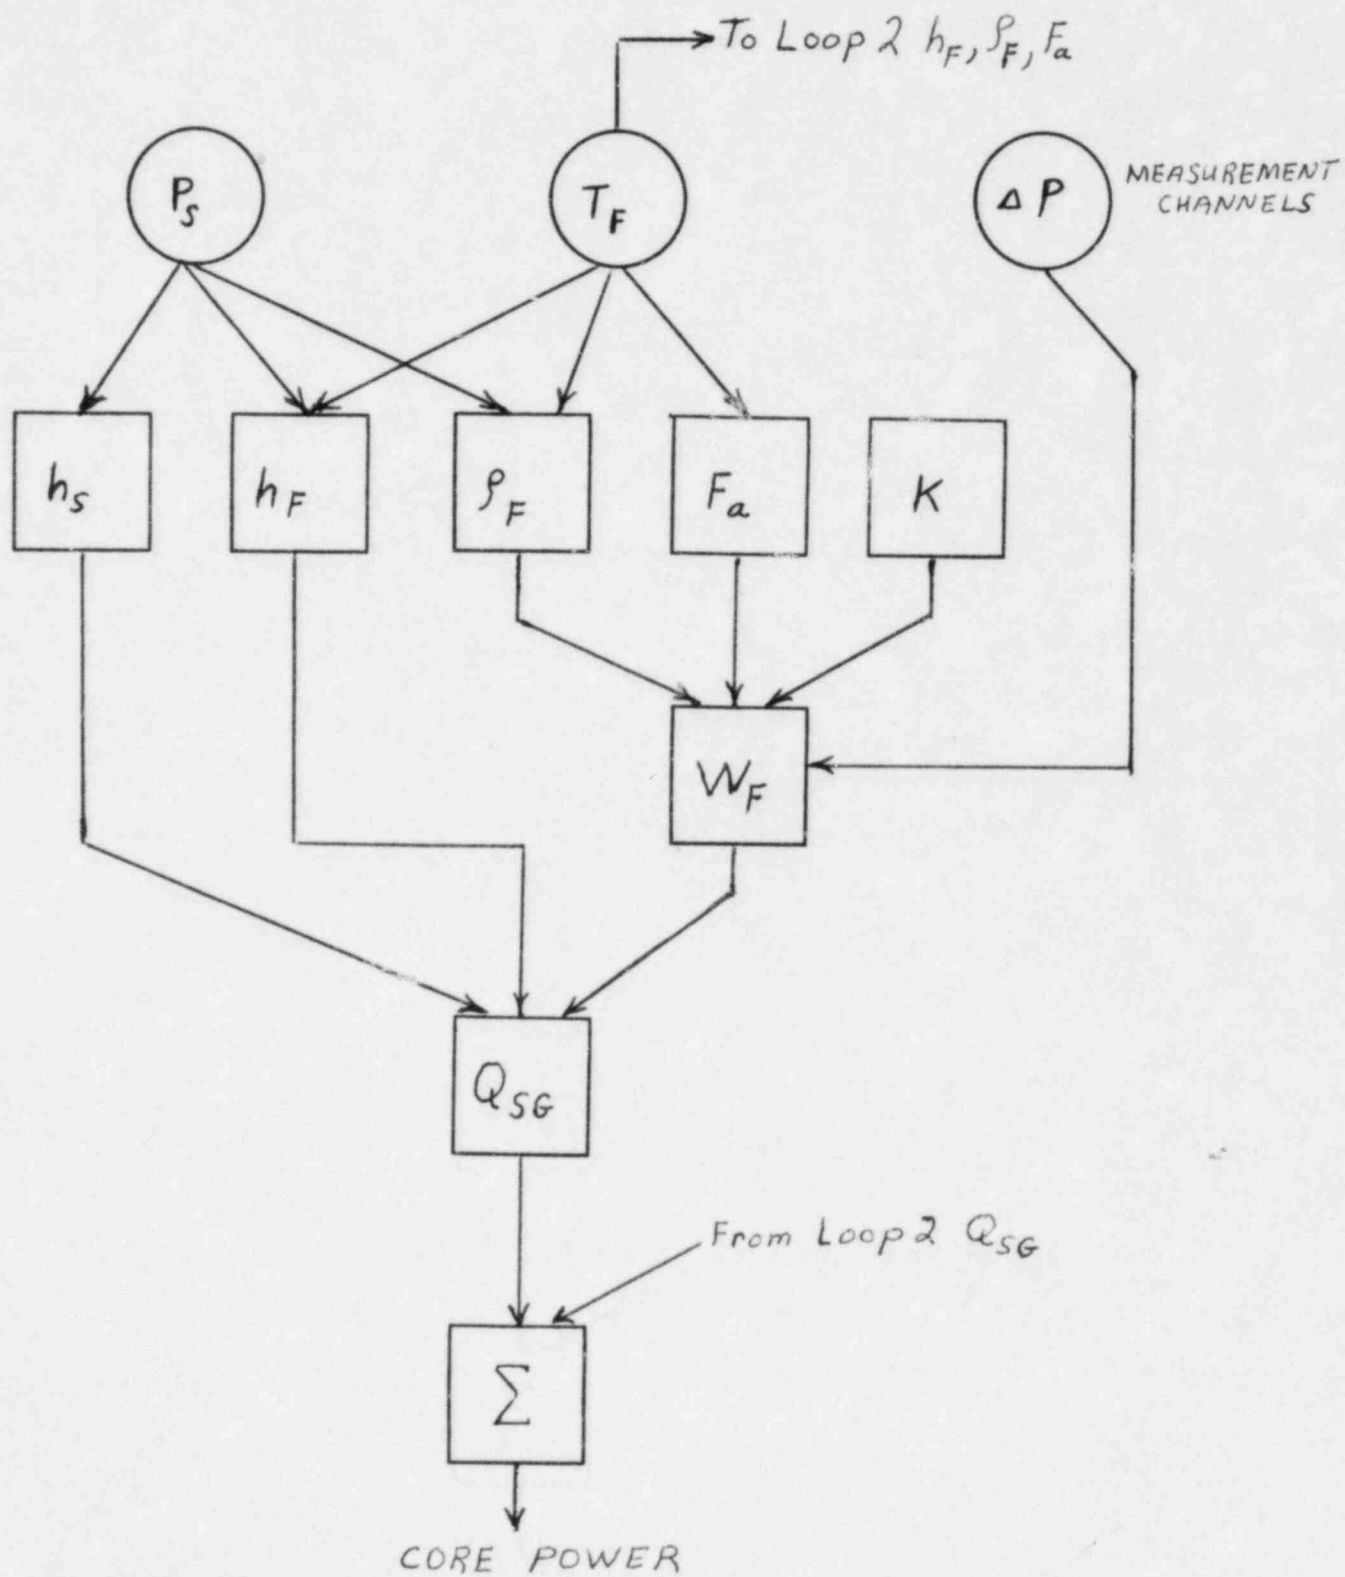 To Loop 2 hF, ρF, Fa
PS
TF
ΔP
MEASUREMENT
CHANNELS
hS
hF
ρF
Fa
K
WF
QSG
From Loop 2 QSG
Σ
CORE POWER